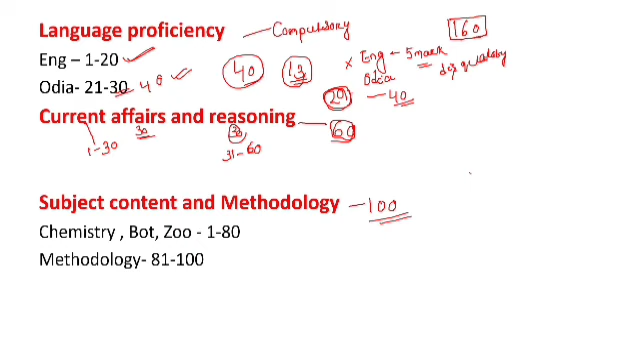 Language proficiency — Compulsory 160
Eng – 1-20 40 13 × Eng – 5 mark disqualify
Odia- 21-30 40 Odia
20 — 40
Current affairs and reasoning — 60
1-30 30 30 31-60
Subject content and Methodology — 100
Chemistry , Bot, Zoo - 1-80
Methodology- 81-100